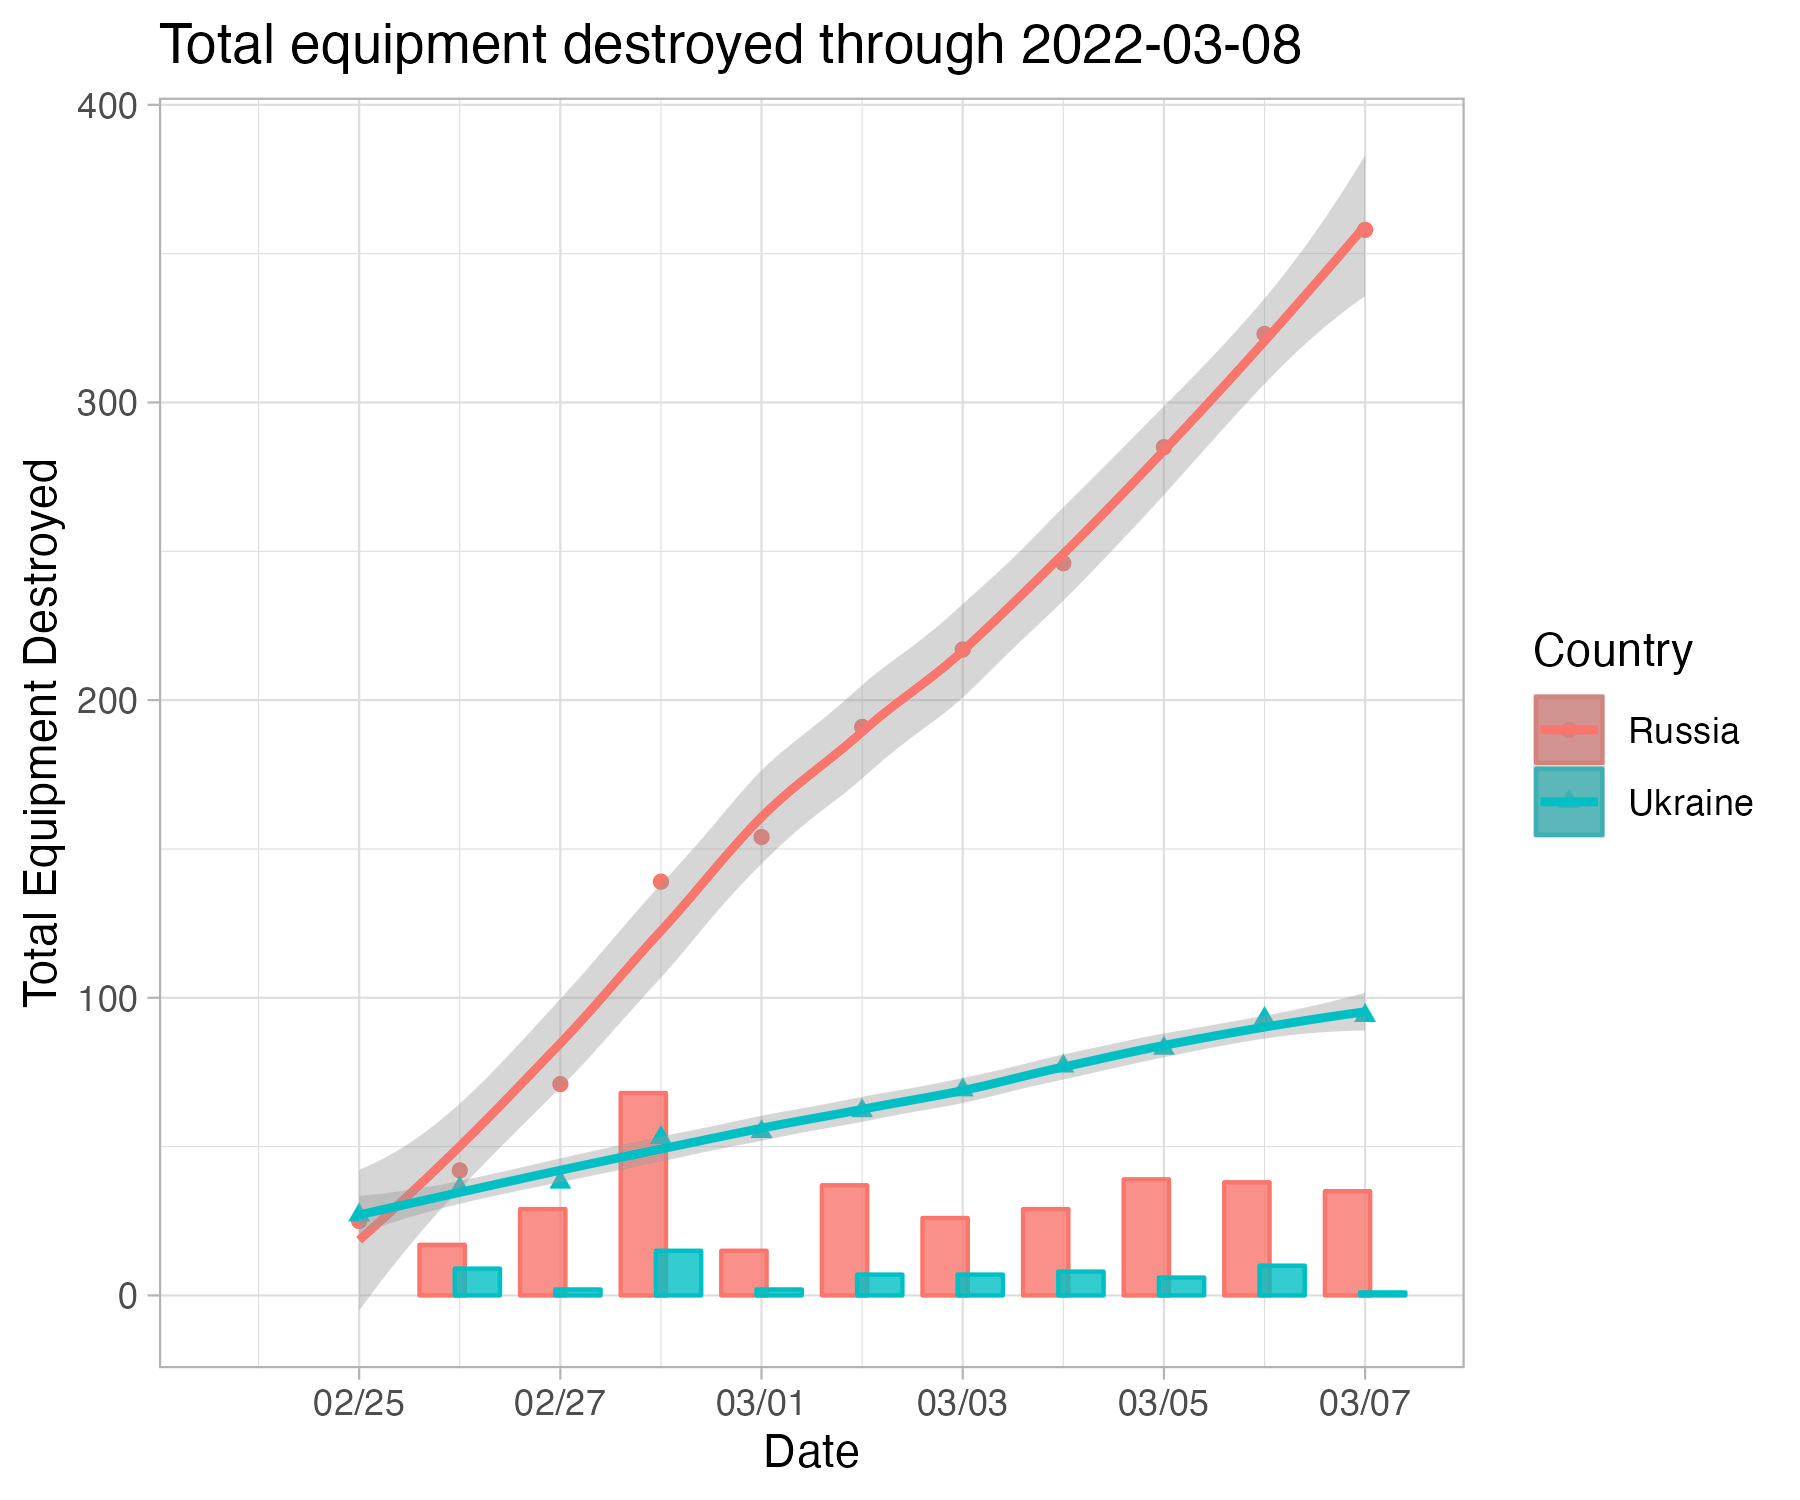 Total equipment destroyed through 2022-03-08
Total Equipment Destroyed
400
300
200
100
0
02/25 02/27 03/01 03/03 03/05 03/07
Date
Country
Russia
Ukraine